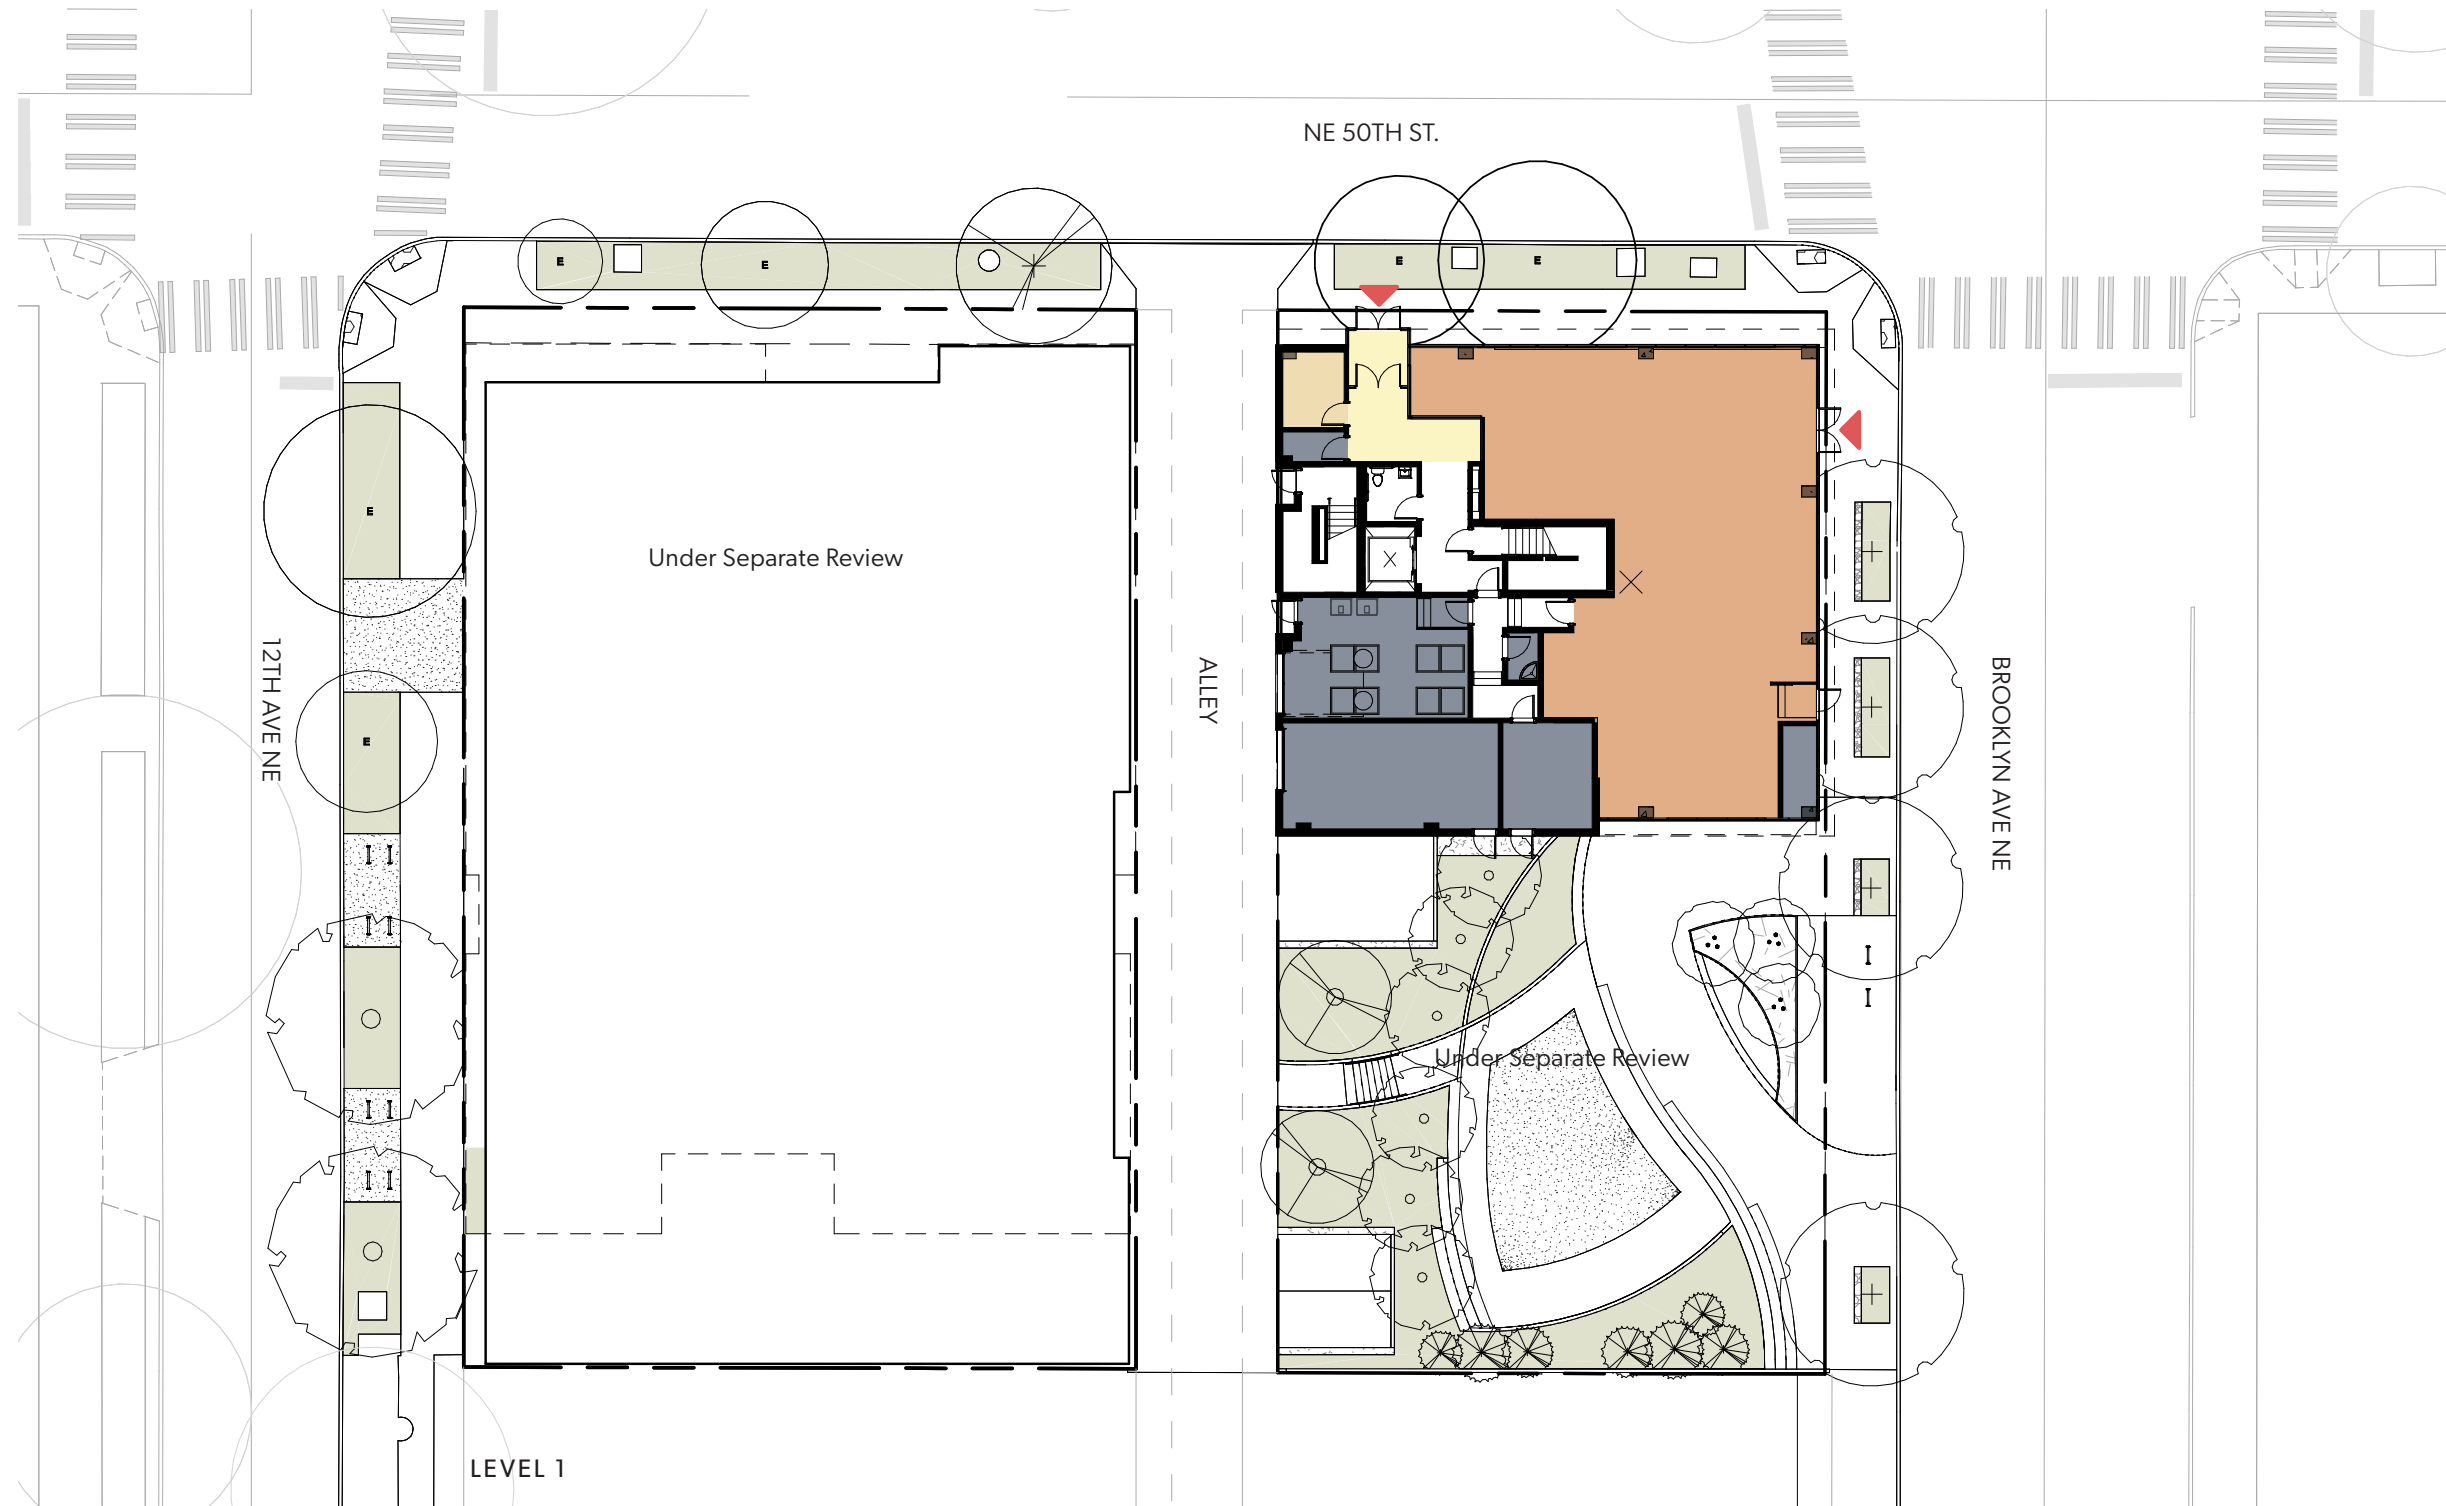 NE 50TH ST.
E
E
E
E
E
Under Separate Review
E
12TH AVE NE
ALLEY
BROOKLYN AVE NE
Under Separate Review
LEVEL 1